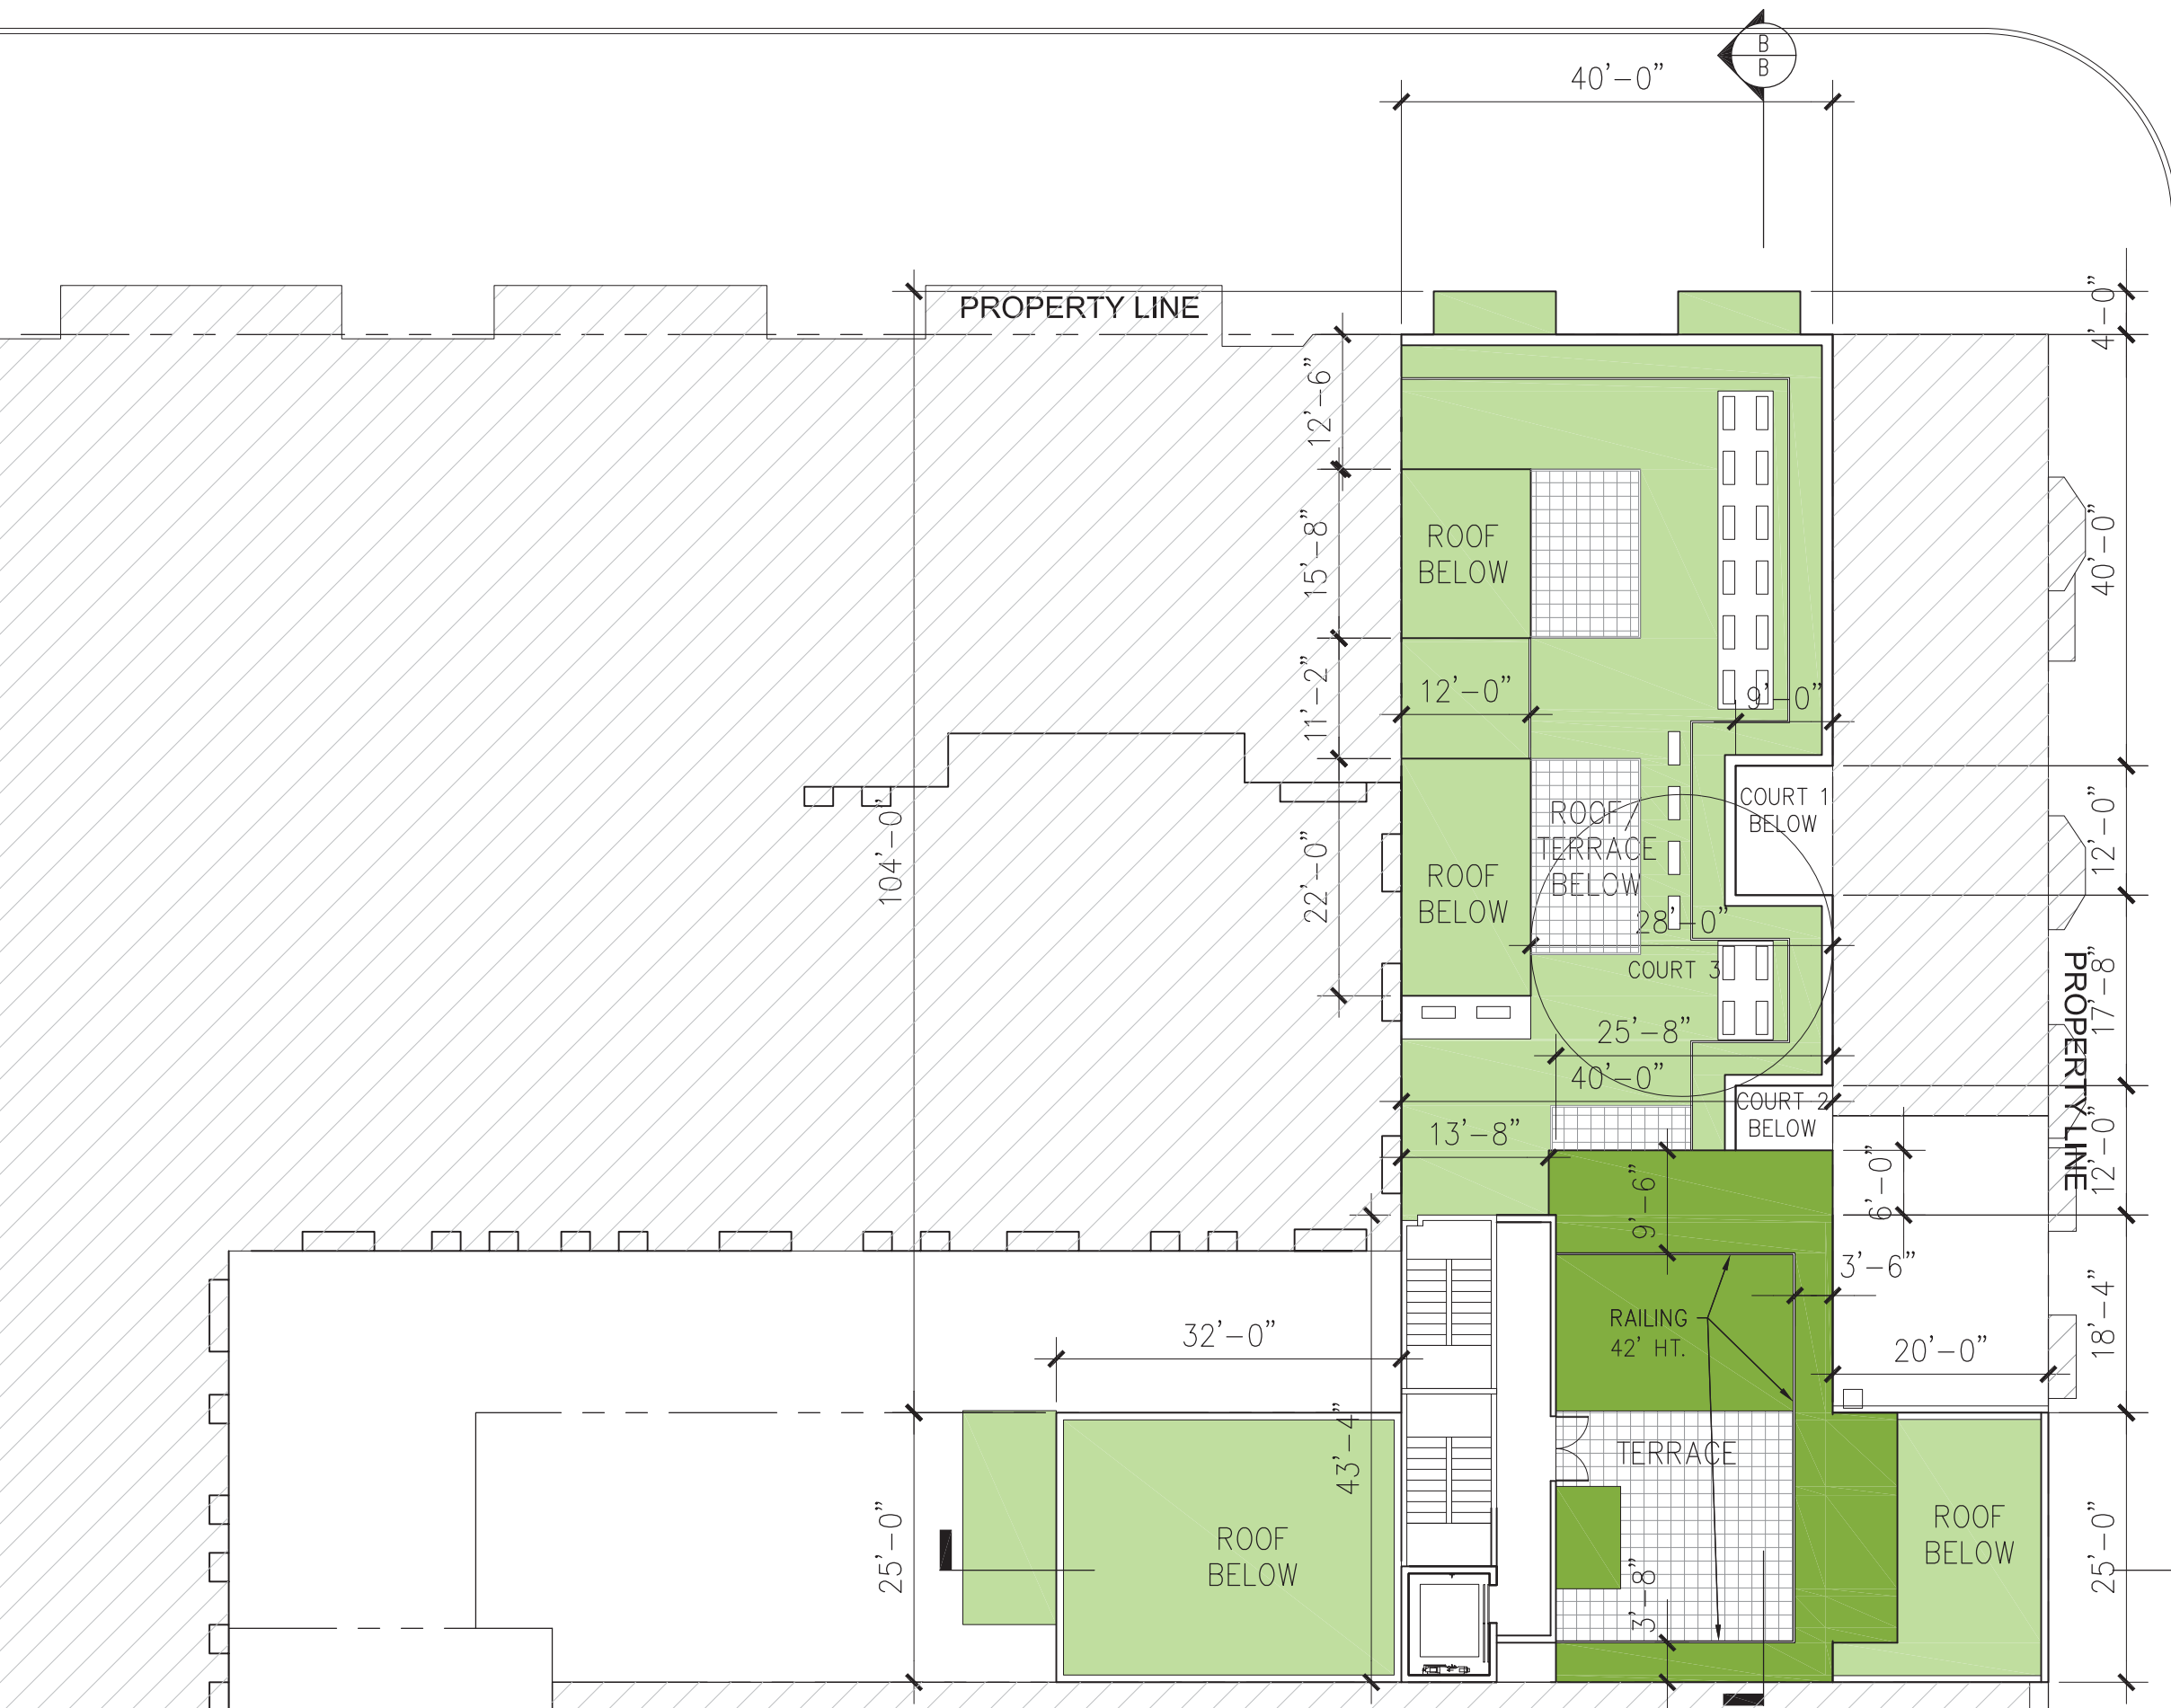 B
B
40'-0"
4'-0"
PROPERTY LINE
12'-6"
ROOF
BELOW
15'-8"
40'-0"
11'-2"
12'-0"
9'-0"
104'-0'
COURT 1
BELOW
12'-0"
ROOF/
TERRACE
BELOW
ROOF
BELOW
22'-0"
28'-0"
COURT 3
17'-8"
PROPERTY LINE
25'-8"
40'-0"
COURT 2
BELOW
13'-8"
12'-0"
9'-6"
6'-0"
3'-6"
RAILING
42' HT.
32'-0"
20'-0"
18'-4"
43'-4"
TERRACE
25'-0"
ROOF
BELOW
ROOF
BELOW
3'-8"
25'-0"